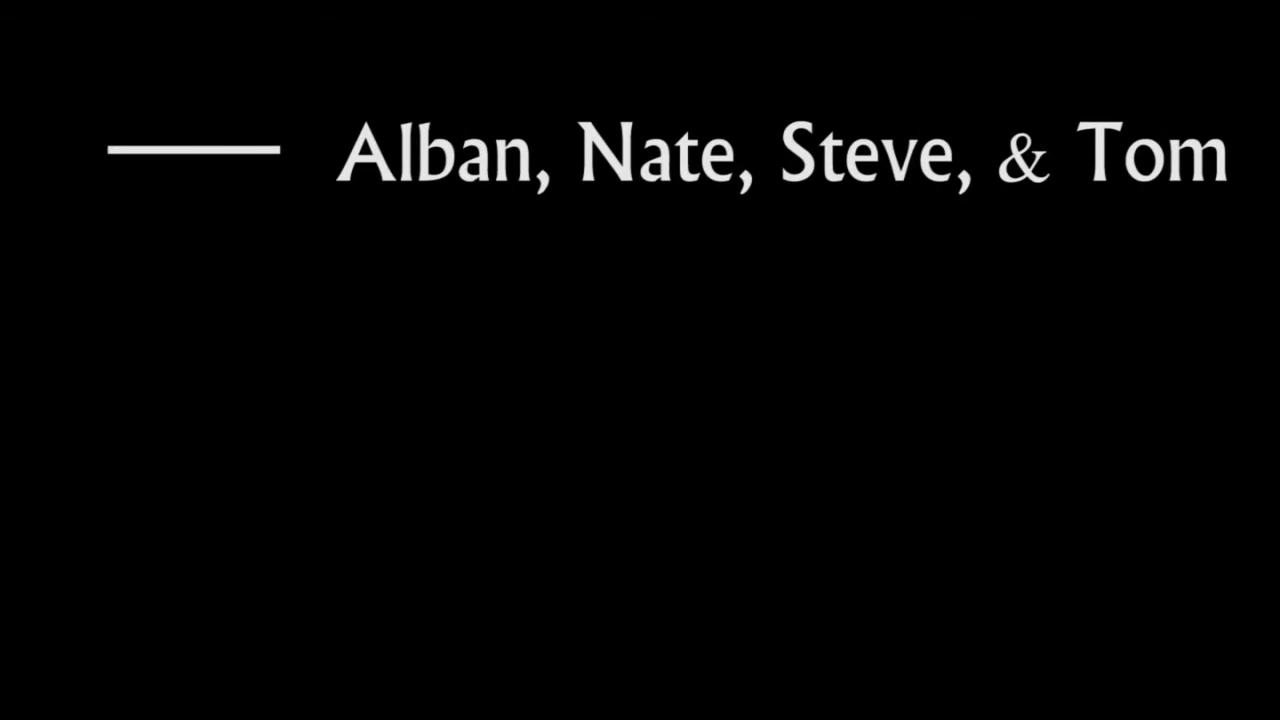 — Alban, Nate, Steve, & Tom